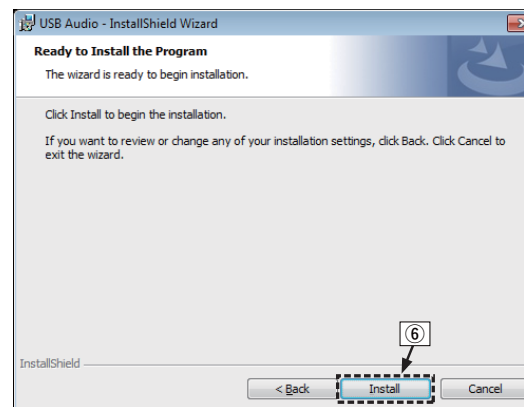 USB Audio - InstallShield Wizard
Ready to Install the Program
The wizard is ready to begin installation.
Click Install to begin the installation.
If you want to review or change any of your installation settings, click Back. Click Cancel to
exit the wizard.
⑥
InstallShield
< Back Install Cancel